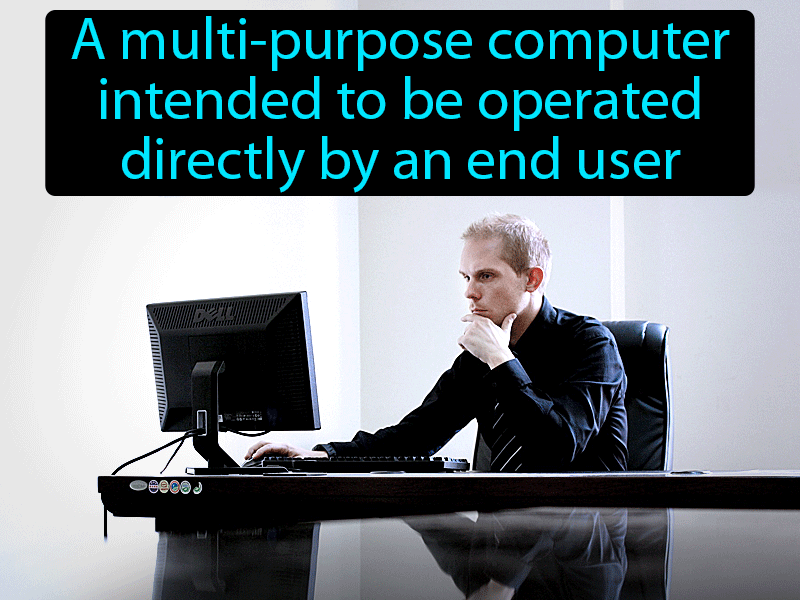 A multi-purpose computer
intended to be operated
directly by an end user
DELL